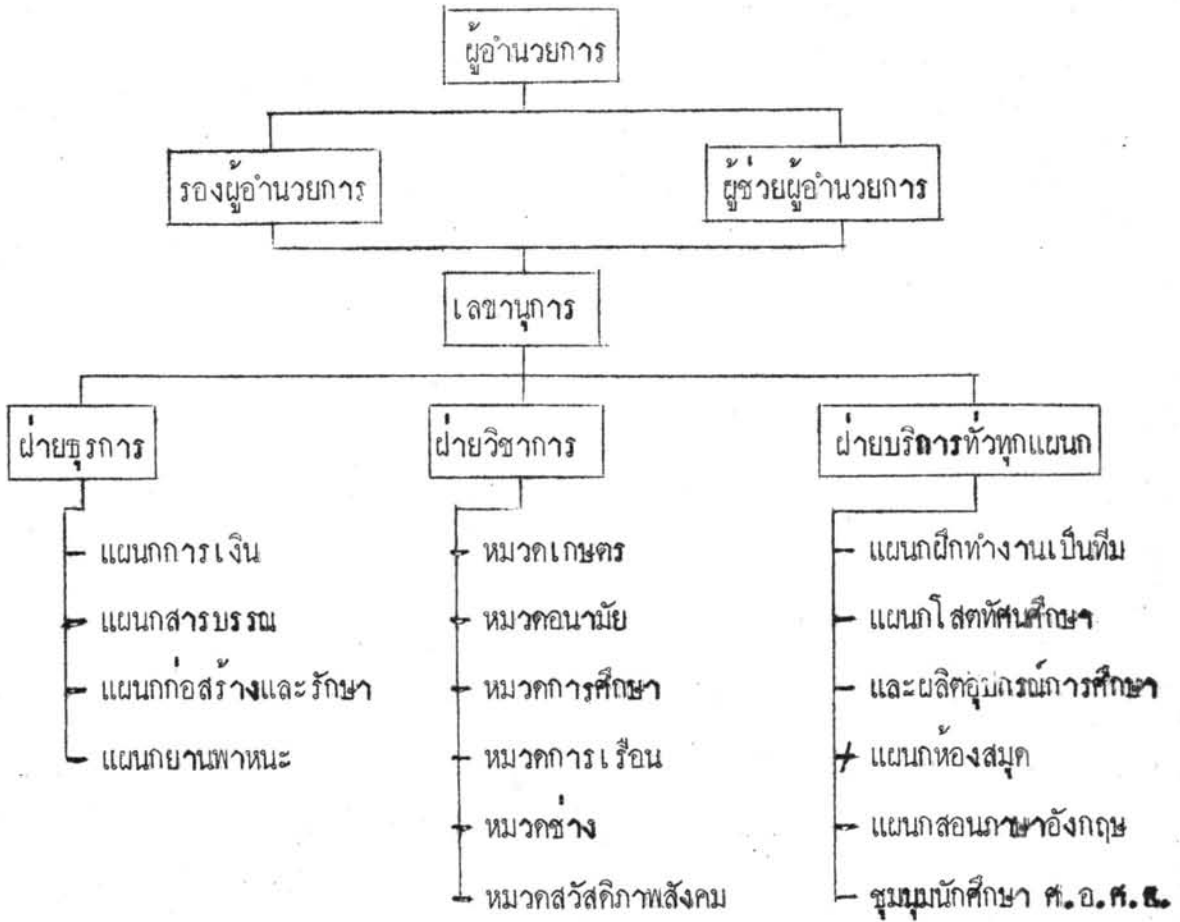 ผู้อำนวยการ
รองผู้อำนวยการ
ผู้ช่วยผู้อำนวยการ
เลขานุการ
ฝ่ายธุรการ
ฝ่ายวิชาการ
ฝ่ายบริการทั่วทุกแผนก
แผนกการเงิน
แผนกสารบรรณ
แผนกก่อสร้างและรักษา
แผนกยานพาหนะ
หมวดเกษตร
หมวดอนามัย
หมวดการศึกษา
หมวดการเรือน
หมวดช่าง
หมวดสวัสดิภาพสังคม
แผนกฝึกทำงานเป็นทีม
แผนกโสตทัศนศึกษา
และผลิตอุปกรณ์การศึกษา
แผนกห้องสมุด
แผนกสอนภาษาอังกฤษ
ชุมนุมนักศึกษา ศ.อ.ศ.